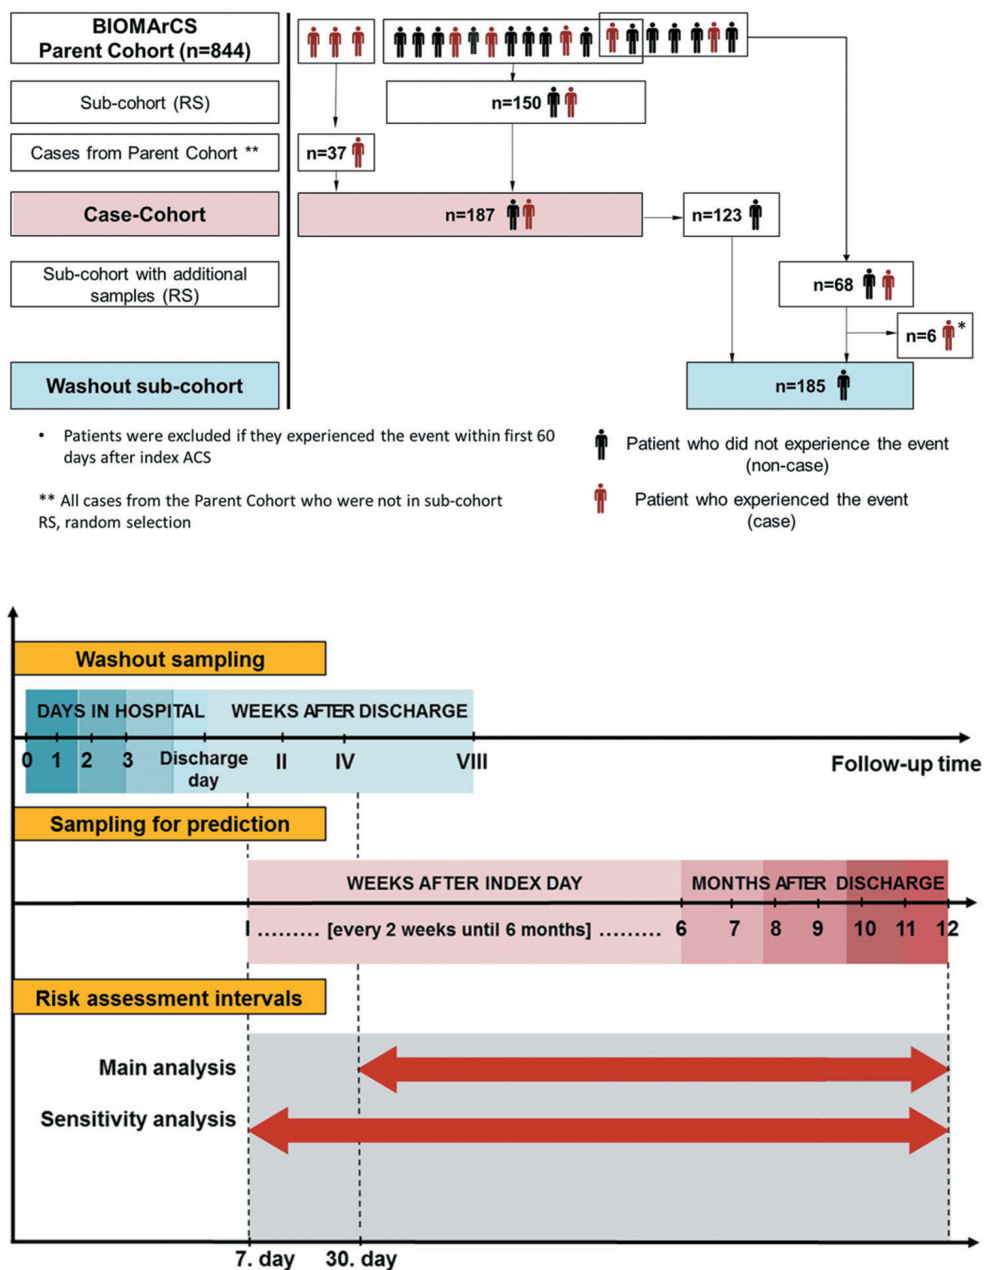 BIOMArCS
Parent Cohort (n=844)
Sub-cohort (RS)
n=150
Cases from Parent Cohort **
n=37
Case-Cohort
n=187
n=123
Sub-cohort with additional
samples (RS)
n=68
n=6 *
Washout sub-cohort
n=185
• Patients were excluded if they experienced the event within first 60
days after index ACS
** All cases from the Parent Cohort who were not in sub-cohort
RS, random selection
Patient who did not experience the event
(non-case)
Patient who experienced the event
(case)
Washout sampling
DAYS IN HOSPITAL WEEKS AFTER DISCHARGE
0 1 2 3 Discharge day II IV VIII
Follow-up time
Sampling for prediction
WEEKS AFTER INDEX DAY MONTHS AFTER DISCHARGE
I ......... [every 2 weeks until 6 months] ......... 6 7 8 9 10 11 12
Risk assessment intervals
Main analysis
Sensitivity analysis
7. day 30. day